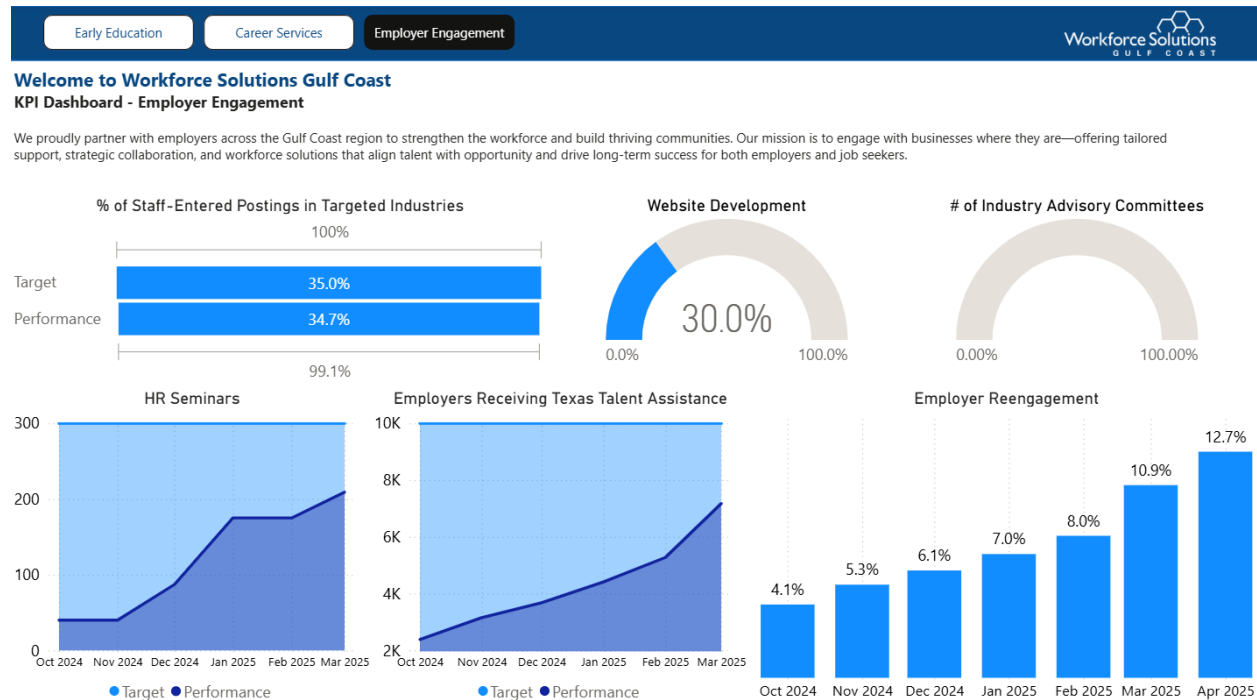 Early Education
Career Services
Employer Engagement
Workforce Solutions
GULF COAST
Welcome to Workforce Solutions Gulf Coast
KPI Dashboard - Employer Engagement
We proudly partner with employers across the Gulf Coast region to strengthen the workforce and build thriving communities. Our mission is to engage with businesses where they are—offering tailored
support, strategic collaboration, and workforce solutions that align talent with opportunity and drive long-term success for both employers and job seekers.
% of Staff-Entered Postings in Targeted Industries
100%
Target
35.0%
Performance
34.7%
99.1%
Website Development
30.0%
0.0%
100.0%
# of Industry Advisory Committees
0.00%
100.00%
HR Seminars
300
200
100
0
Oct 2024 Nov 2024 Dec 2024 Jan 2025 Feb 2025 Mar 2025
Target Performance
Employers Receiving Texas Talent Assistance
10K
8K
6K
4K
2K
Oct 2024 Nov 2024 Dec 2024 Jan 2025 Feb 2025 Mar 2025
Target Performance
Employer Reengagement
4.1%
5.3%
6.1%
7.0%
8.0%
10.9%
12.7%
Oct 2024 Nov 2024 Dec 2024 Jan 2025 Feb 2025 Mar 2025 Apr 2025